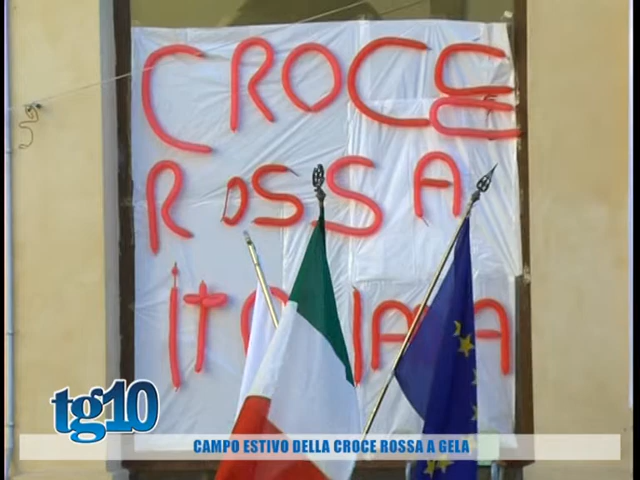 CROCE
ROSSA
tg10
CAMPO ESTIVO DELLA CROCE ROSSA A GELA